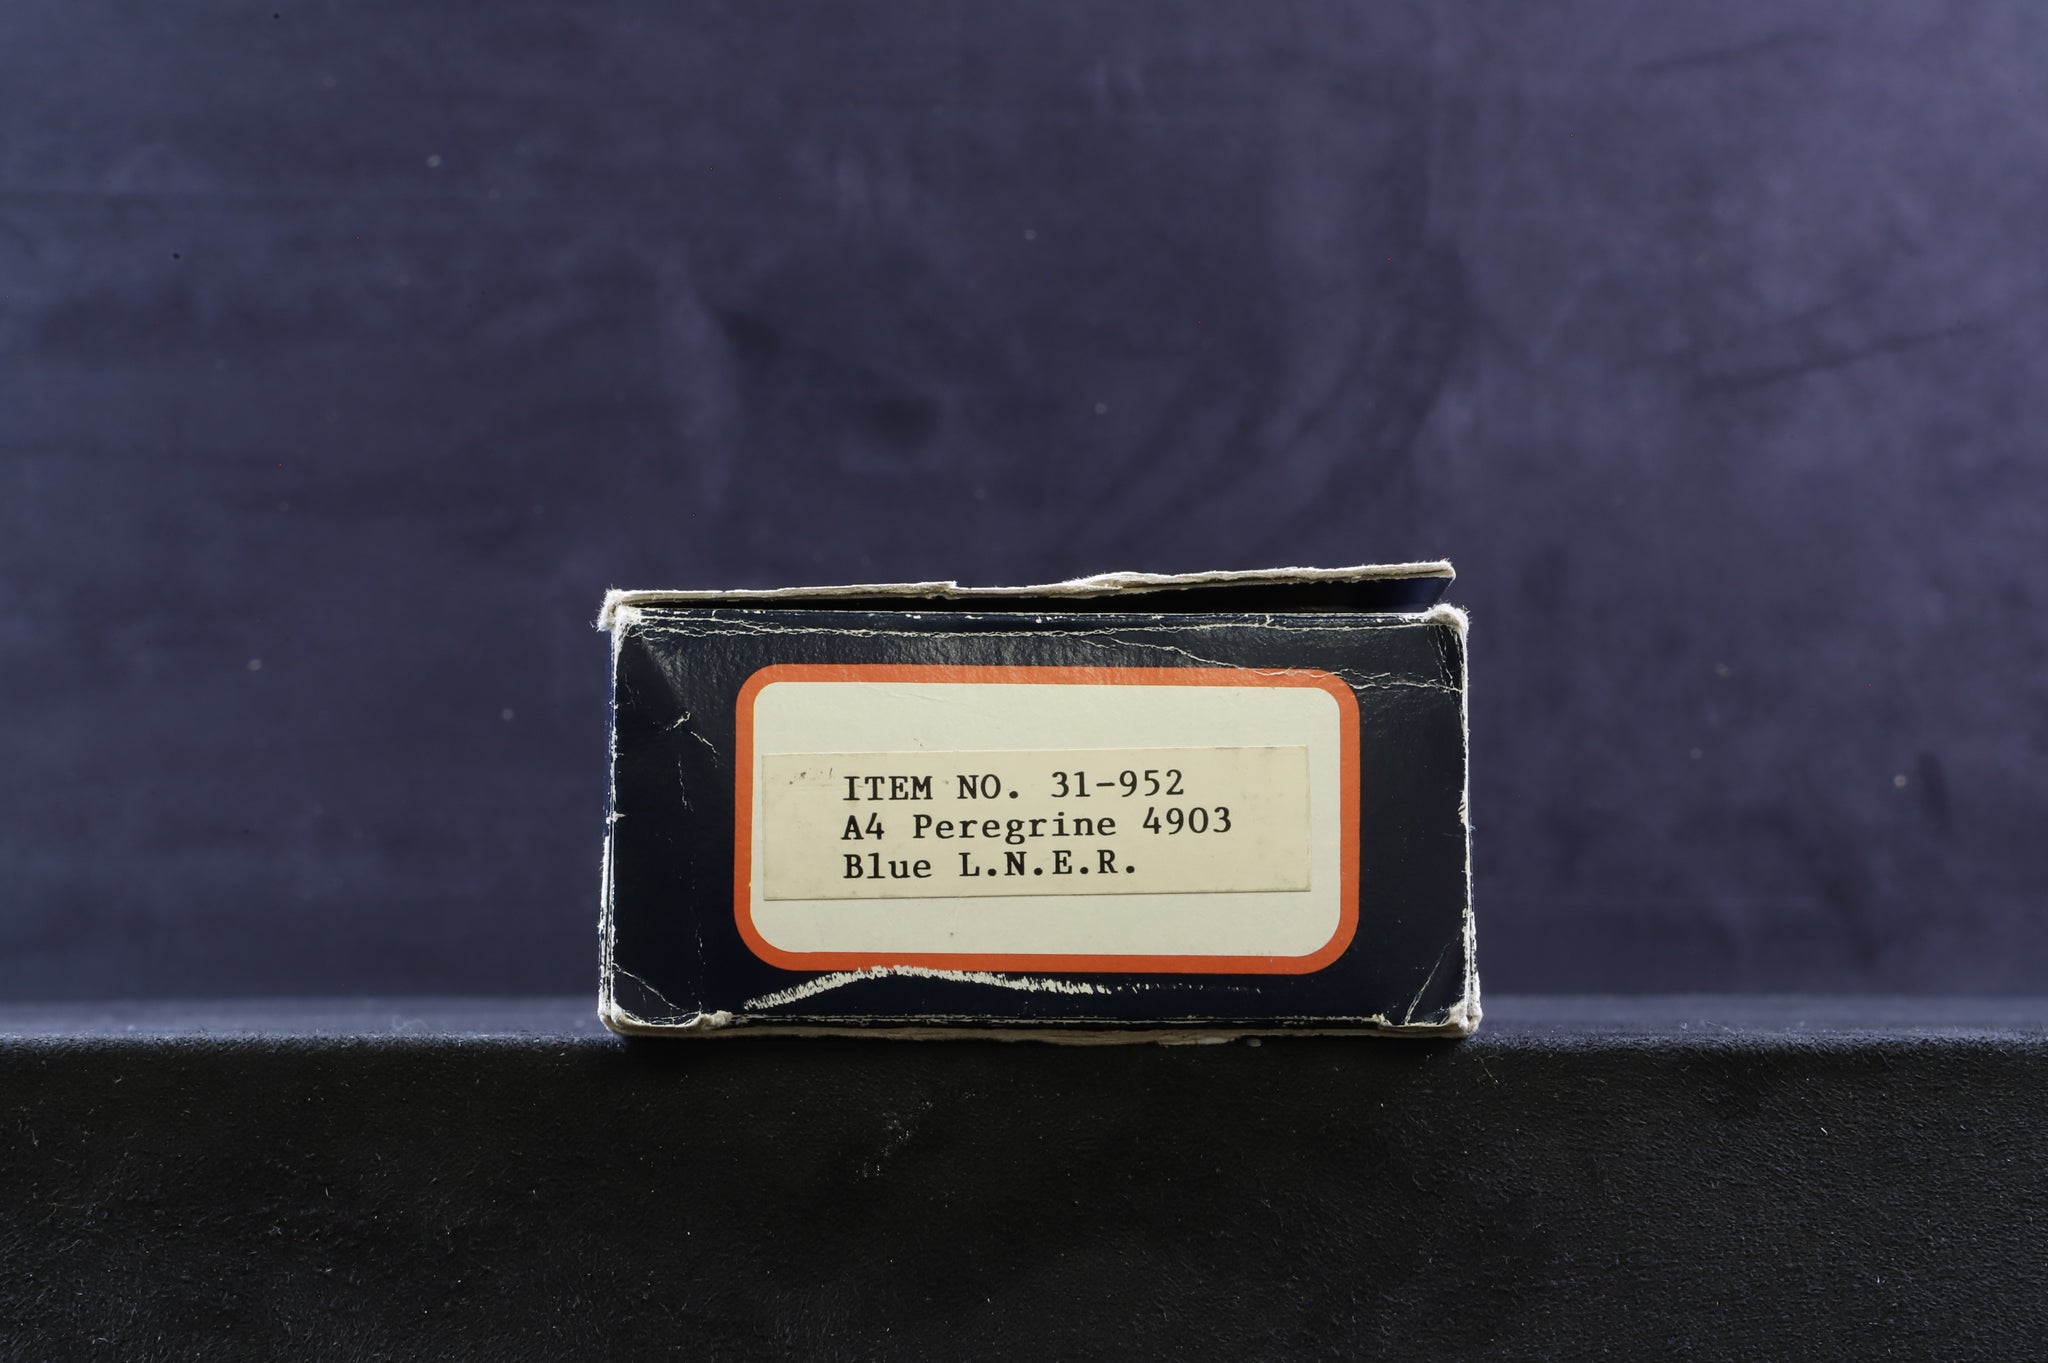 ITEM NO. 31-952
A4 Peregrine 4903
Blue L.N.E.R.